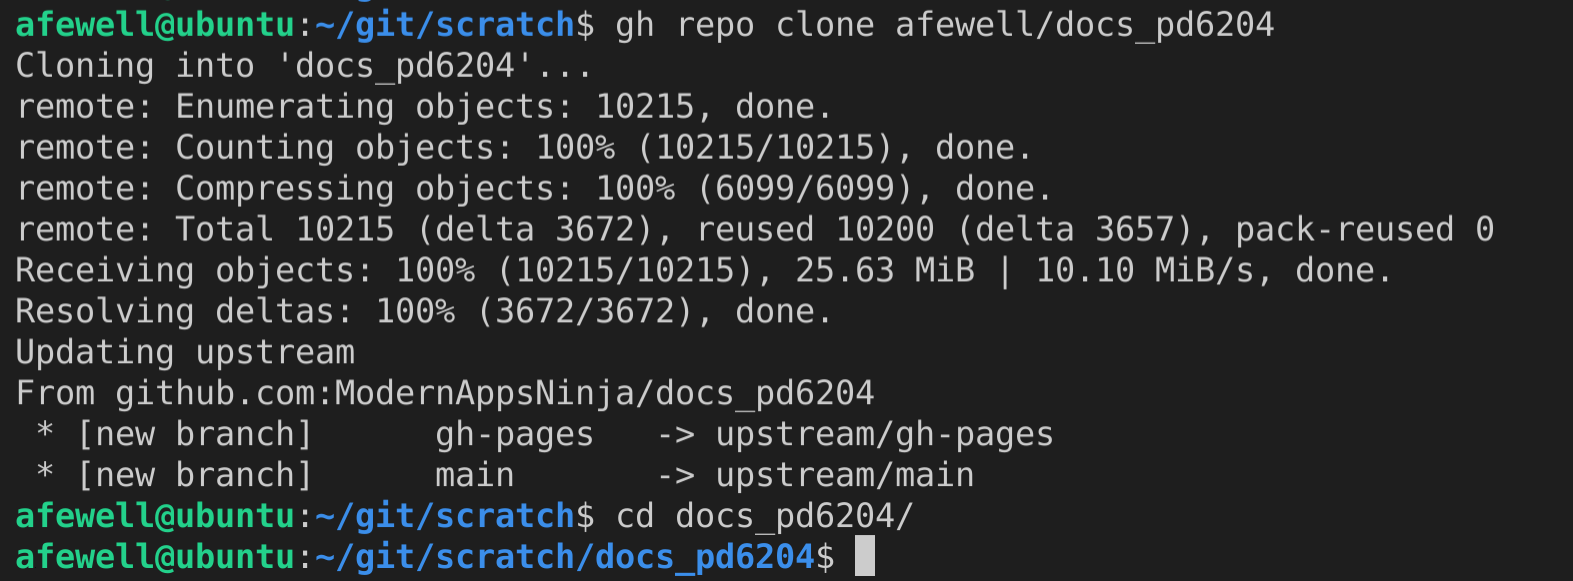 afewell@ubuntu:~/git/scratch$ gh repo clone afewell/docs_pd6204
Cloning into 'docs_pd6204'...
remote: Enumerating objects: 10215, done.
remote: Counting objects: 100% (10215/10215), done.
remote: Compressing objects: 100% (6099/6099), done.
remote: Total 10215 (delta 3672), reused 10200 (delta 3657), pack-reused 0
Receiving objects: 100% (10215/10215), 25.63 MiB | 10.10 MiB/s, done.
Resolving deltas: 100% (3672/3672), done.
Updating upstream
From github.com:ModernAppsNinja/docs_pd6204
 * [new branch]      gh-pages   -> upstream/gh-pages
 * [new branch]      main       -> upstream/main
afewell@ubuntu:~/git/scratch$ cd docs_pd6204/
afewell@ubuntu:~/git/scratch/docs_pd6204$